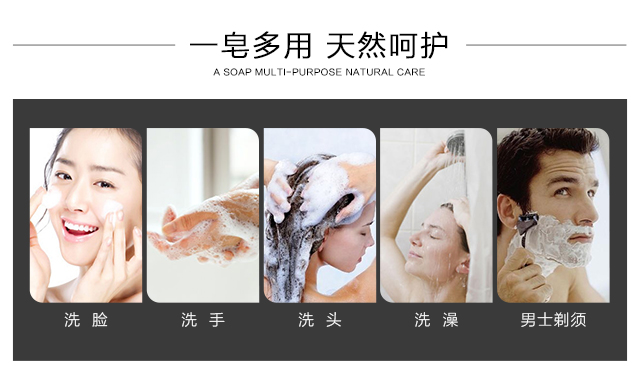 一皂多用 天然呵护
A SOAP MULTI-PURPOSE NATURAL CARE
洗 脸
洗 手
洗 头
洗 澡
男士剃须